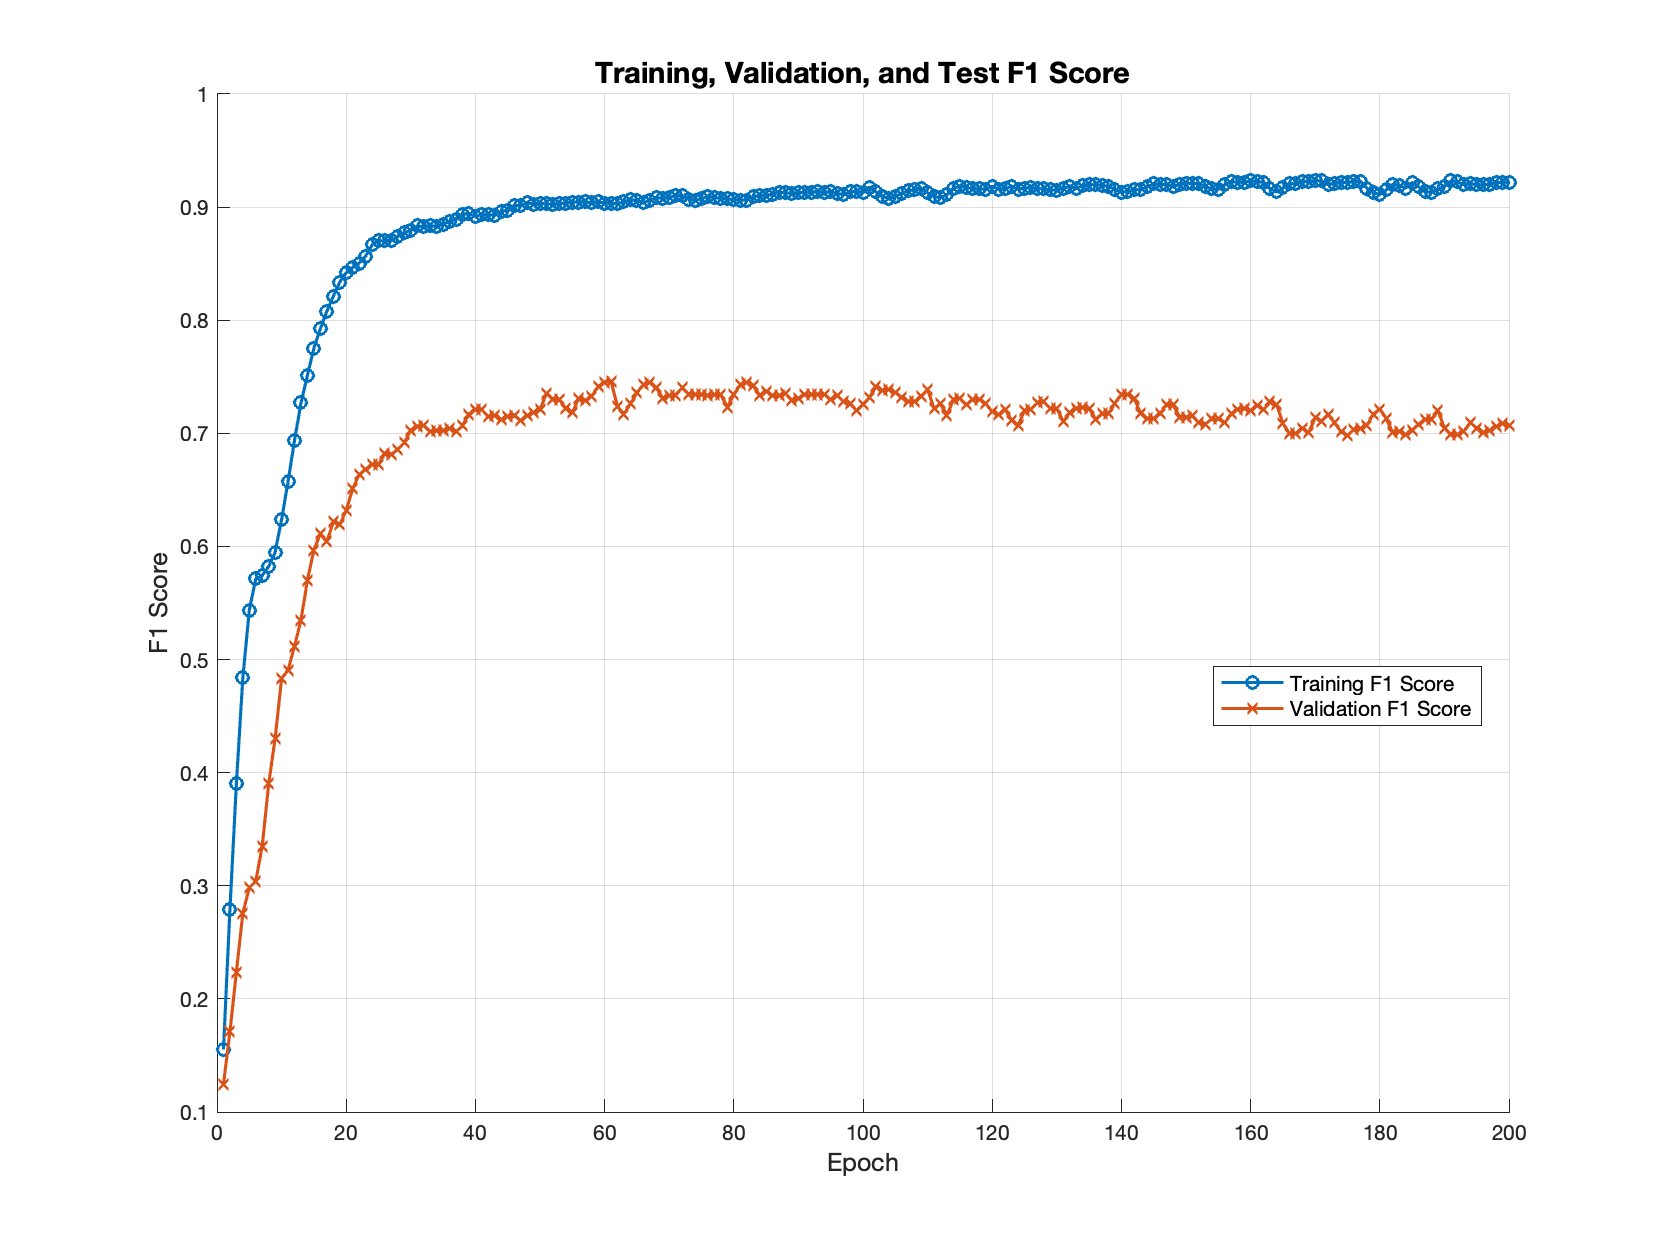 Training, Validation, and Test F1 Score
1
0.9
0.8
0.7
0.6
0.5
0.4
0.3
0.2
0.1
F1 Score
Training F1 Score
Validation F1 Score
0 20 40 60 80 100 120 140 160 180 200
Epoch